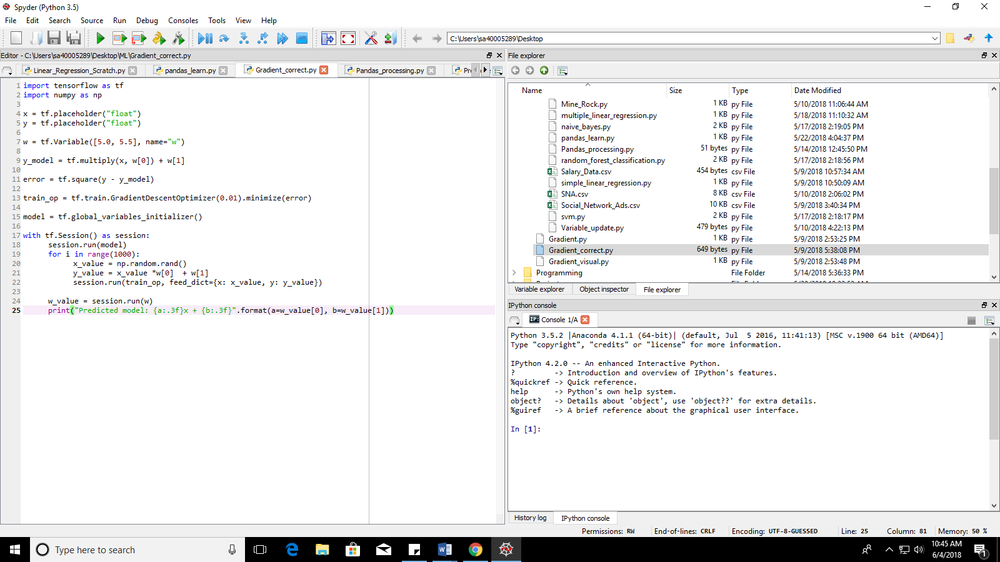 Spyder (Python 3.5)
File Edit Search Source Run Debug Consoles Tools View Help
C:\Users\sa40005289\Desktop
Editor - C:\Users\sa40005289\Desktop\ML\Gradient_correct.py
Linear_Regression_Scratch.py pandas_learn.py Gradient_correct.py Pandas_processing.py
1 import tensorflow as tf
2 import numpy as np
3
4 x = tf.placeholder("float")
5 y = tf.placeholder("float")
6
7 w = tf.Variable([5.0, 5.5], name="w")
8
9 y_model = tf.multiply(x, w[0]) + w[1]
10
11 error = tf.square(y - y_model)
12
13 train_op = tf.train.GradientDescentOptimizer(0.01).minimize(error)
14
15 model = tf.global_variables_initializer()
16
17 with tf.Session() as session:
18 session.run(model)
19 for i in range(1000):
20 x_value = np.random.rand()
21 y_value = x_value *w[0]  + w[1]
22 session.run(train_op, feed_dict={x: x_value, y: y_value})
23
24 w_value = session.run(w)
25 print("Predicted model: {a:.3f}x + {b:.3f}".format(a=w_value[0], b=w_value[1]))
File explorer
Name Size Type Date Modified
Mine_Rock.py 1 KB py File 5/10/2018 11:06:44 AM
multiple_linear_regression.py 1 KB py File 5/18/2018 11:10:32 AM
naive_bayes.py 2 KB py File 5/17/2018 2:19:05 PM
pandas_learn.py 1 KB py File 5/22/2018 4:04:37 PM
Pandas_processing.py 51 bytes py File 5/14/2018 12:45:50 PM
random_forest_classification.py 2 KB py File 5/17/2018 2:18:56 PM
Salary_Data.csv 454 bytes csv File 5/9/2018 10:57:34 AM
simple_linear_regression.py 1 KB py File 5/9/2018 10:50:09 AM
SNA.csv 8 KB csv File 5/10/2018 2:06:02 PM
Social_Network_Ads.csv 10 KB csv File 5/9/2018 3:40:34 PM
svm.py 2 KB py File 5/17/2018 2:18:17 PM
Variable_update.py 479 bytes py File 5/10/2018 4:22:13 PM
Gradient.py 1 KB py File 5/9/2018 2:53:25 PM
Gradient_correct.py 649 bytes py File 5/9/2018 5:38:08 PM
Gradient_visual.py 1 KB py File 5/9/2018 2:53:48 PM
Programming File Folder 5/14/2018 5:36:33 PM
Variable explorer Object inspector File explorer
IPython console
IP: Console 1/A
Python 3.5.2 |Anaconda 4.1.1 (64-bit)| (default, Jul  5 2016, 11:41:13) [MSC v.1900 64 bit (AMD64)]
Type "copyright", "credits" or "license" for more information.
IPython 4.2.0 -- An enhanced Interactive Python.
? -> Introduction and overview of IPython's features.
%quickref -> Quick reference.
help -> Python's own help system.
object? -> Details about 'object', use 'object??' for extra details.
%guiref -> A brief reference about the graphical user interface.
In [1]:
History log IPython console
Permissions: RW End-of-lines: CRLF Encoding: UTF-8-GUESSED Line: 25 Column: 81 Memory: 50 %
Type here to search
10:45 AM
6/4/2018
1